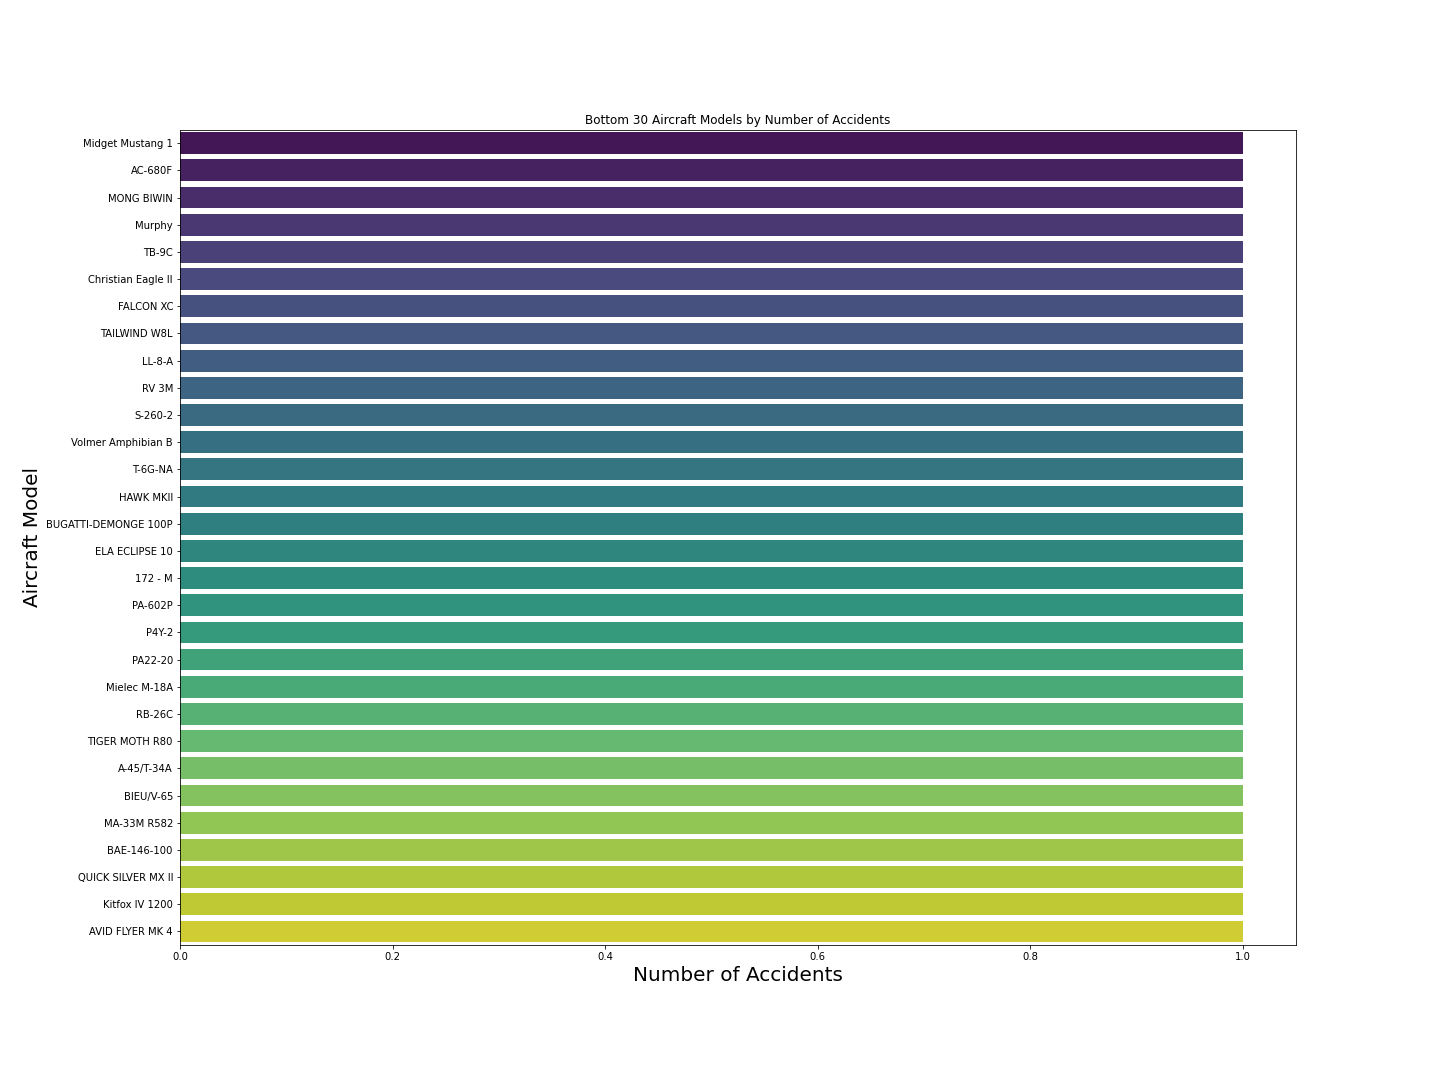 Bottom 30 Aircraft Models by Number of Accidents
Aircraft Model
Midget Mustang 1
AC-680F
MONG BIWIN
Murphy
TB-9C
Christian Eagle II
FALCON XC
TAILWIND W8L
LL-8-A
RV 3M
S-260-2
Volmer Amphibian B
T-6G-NA
HAWK MKII
BUGATTI-DEMONGE 100P
ELA ECLIPSE 10
172 - M
PA-602P
P4Y-2
PA22-20
Mielec M-18A
RB-26C
TIGER MOTH R80
A-45/T-34A
BIEU/V-65
MA-33M R582
BAE-146-100
QUICK SILVER MX II
Kitfox IV 1200
AVID FLYER MK 4
0.0 0.2 0.4 0.6 0.8 1.0
Number of Accidents